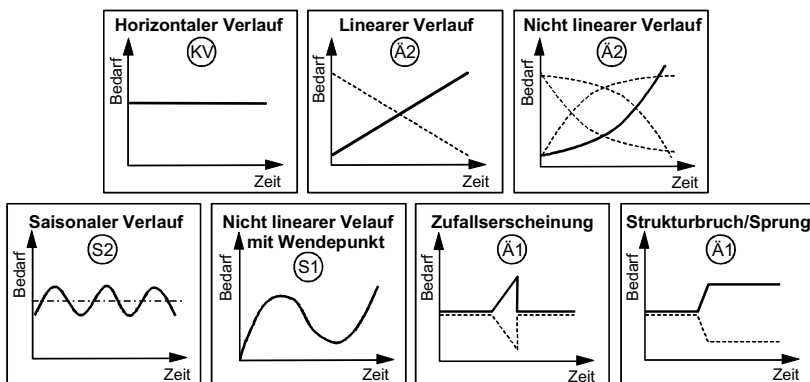 Horizontaler Verlauf
KV
Bedarf
Zeit
Linearer Verlauf
Ä2
Bedarf
Zeit
Nicht linearer Verlauf
Ä2
Bedarf
Zeit
Saisonaler Verlauf
S2
Bedarf
Zeit
Nicht linearer Velauf
mit Wendepunkt
S1
Bedarf
Zeit
Zufallserscheinung
Ä1
Bedarf
Zeit
Strukturbruch/Sprung
Ä1
Bedarf
Zeit